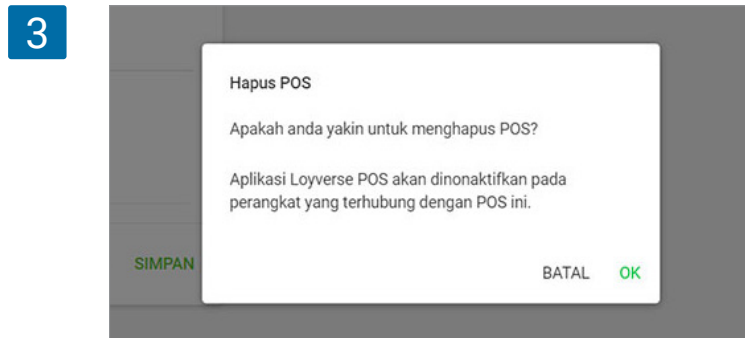 3
Hapus POS
Apakah anda yakin untuk menghapus POS?
Aplikasi Loyverse POS akan dinonaktifkan pada
perangkat yang terhubung dengan POS ini.
SIMPAN
BATAL OK